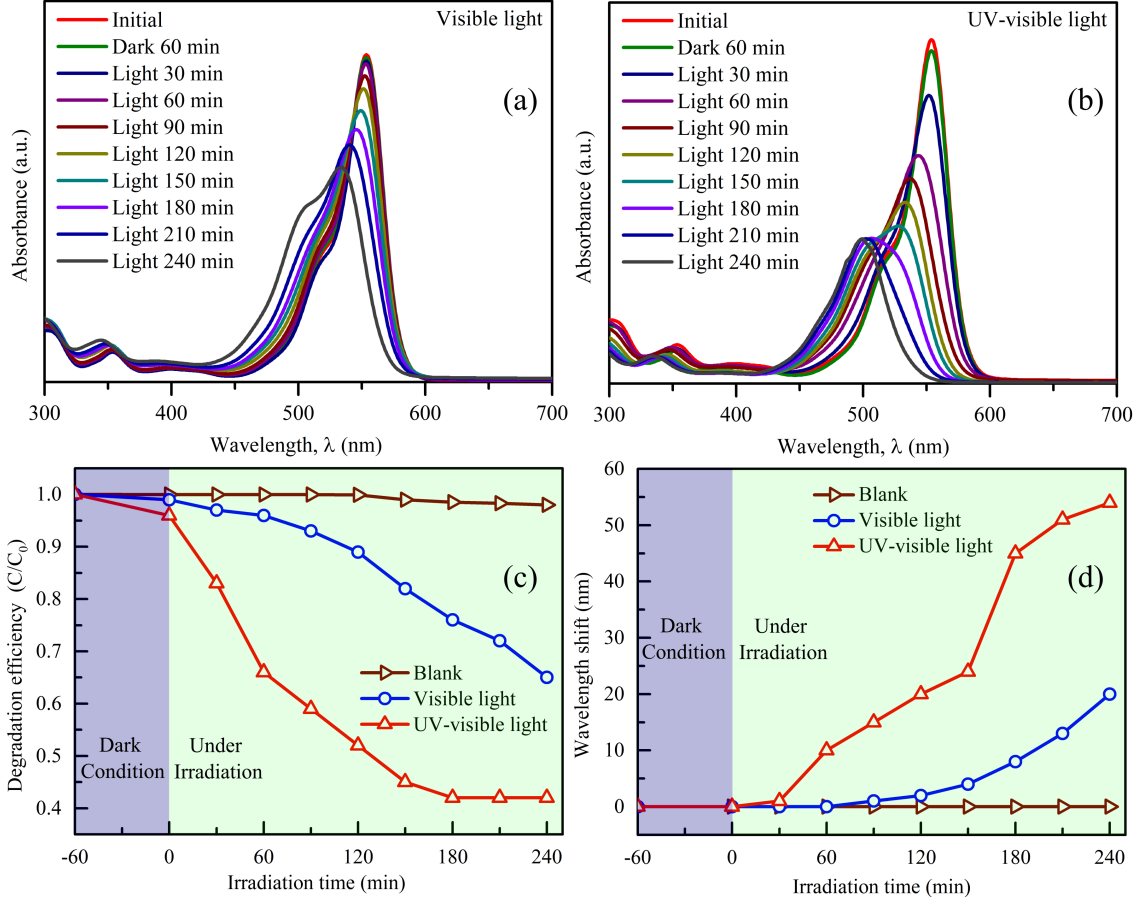 Initial
Dark 60 min
Light 30 min
Light 60 min
Light 90 min
Light 120 min
Light 150 min
Light 180 min
Light 210 min
Light 240 min
Visible light
(a)
Absorbance (a.u.)
300 400 500 600 700
Wavelength, λ (nm)
Initial
Dark 60 min
Light 30 min
Light 60 min
Light 90 min
Light 120 min
Light 150 min
Light 180 min
Light 210 min
Light 240 min
UV-visible light
(b)
Absorbance (a.u.)
300 400 500 600 700
Wavelength, λ (nm)
Degradation efficiency (C/C₀)
1.0
0.9
0.8
0.7
0.6
0.5
0.4
(c)
Blank
Visible light
UV-visible light
Dark
Condition
Under
Irradiation
-60 0 60 120 180 240
Irradiation time (min)
Wavelength shift (nm)
60
50
40
30
20
10
0
Blank
Visible light
UV-visible light
(d)
Dark
Condition
Under
Irradiation
-60 0 60 120 180 240
Irradiation time (min)